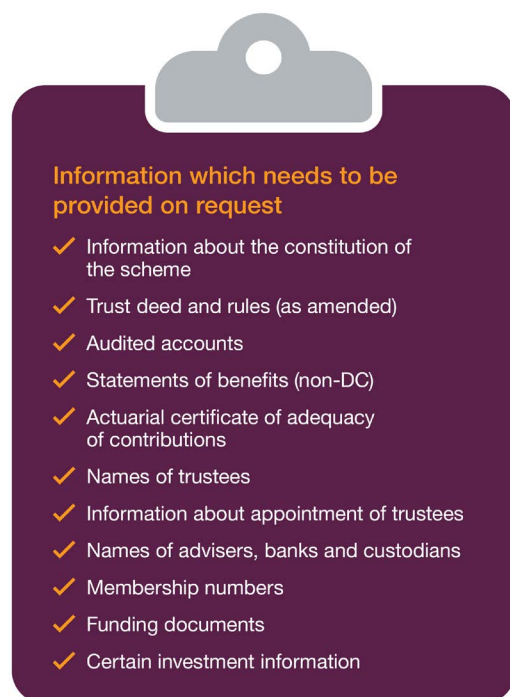 Information which needs to be
provided on request
Information about the constitution of
the scheme
Trust deed and rules (as amended)
Audited accounts
Statements of benefits (non-DC)
Actuarial certificate of adequacy
of contributions
Names of trustees
Information about appointment of trustees
Names of advisers, banks and custodians
Membership numbers
Funding documents
Certain investment information